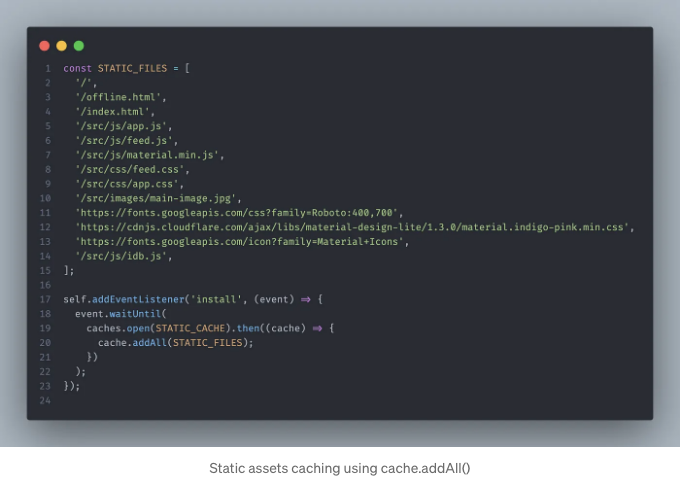 1 const STATIC_FILES = [
2 '/',
3 '/offline.html',
4 '/index.html',
5 '/src/js/app.js',
6 '/src/js/feed.js',
7 '/src/js/material.min.js',
8 '/src/css/feed.css',
9 '/src/css/app.css',
10 '/src/images/main-image.jpg',
11 'https://fonts.googleapis.com/css?family=Roboto:400,700',
12 'https://cdnjs.cloudflare.com/ajax/libs/material-design-lite/1.3.0/material.indigo-pink.min.css',
13 'https://fonts.googleapis.com/icon?family=Material+Icons',
14 '/src/js/idb.js',
15 ];
16
17 self.addEventListener('install', (event) => {
18 event.waitUntil(
19 caches.open(STATIC_CACHE).then((cache) => {
20 cache.addAll(STATIC_FILES);
21 })
22 );
23 });
24
Static assets caching using cache.addAll()